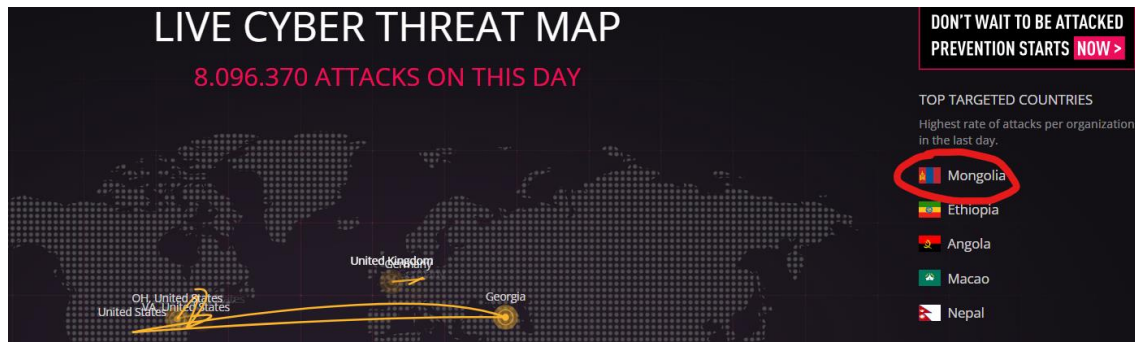 LIVE CYBER THREAT MAP
8.096.370 ATTACKS ON THIS DAY
DON'T WAIT TO BE ATTACKED
PREVENTION STARTS NOW >
TOP TARGETED COUNTRIES
Highest rate of attacks per organization
in the last day.
Mongolia
Ethiopia
Angola
Macao
Nepal
United Kingdom
Germany
Georgia
OH, United States
VA, United States
United States